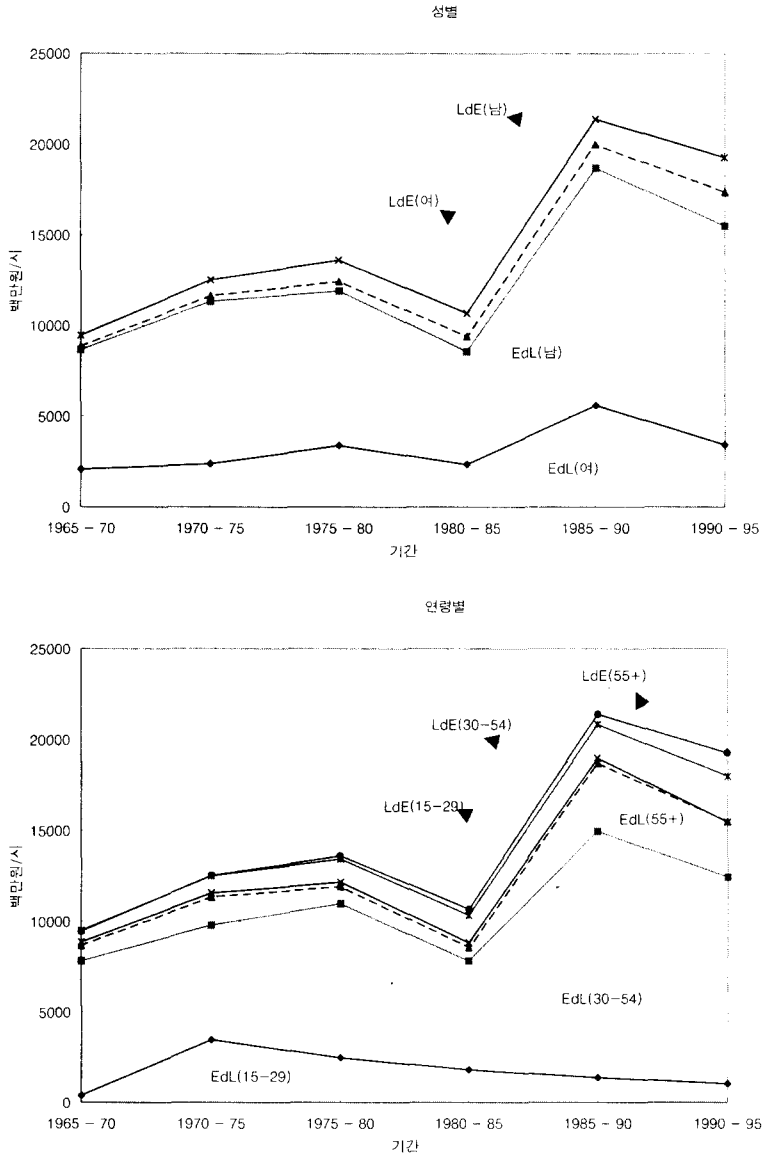 성별
25000
20000
15000
10000
5000
0
백만원/시
LdE(남)
LdE(여)
EdL(남)
EdL(여)
1965 - 70 1970 - 75 1975 - 80 1980 - 85 1985 - 90 1990 - 95
기간
연령별
25000
20000
15000
10000
5000
0
백만원/시
LdE(55+)
LdE(30-54)
LdE(15-29)
EdL(55+)
EdL(30-54)
EdL(15-29)
1965 - 70 1970 - 75 1975 - 80 1980 - 85 1985 - 90 1990 - 95
기간